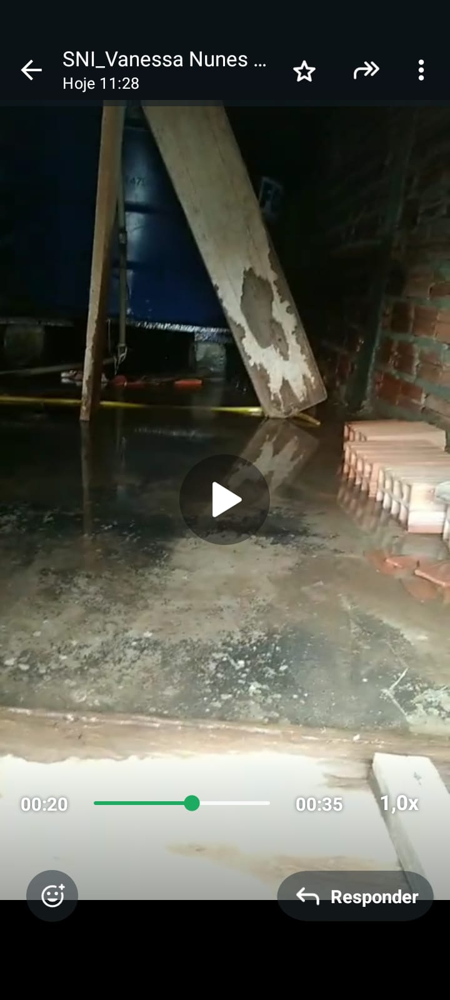 SNI_Vanessa Nunes ...
Hoje 11:28
00:20
00:35
1,0x
Responder